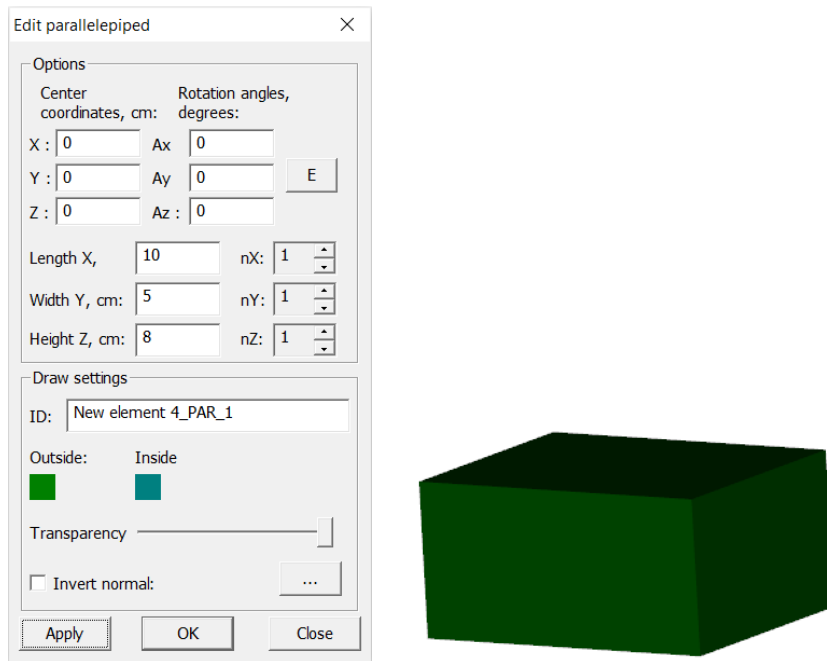 Edit parallelepiped
Options
Center coordinates, cm:
Rotation angles, degrees:
X : 0 Ax 0
Y : 0 Ay 0 E
Z : 0 Az : 0
Length X, 10 nX: 1
Width Y, cm: 5 nY: 1
Height Z, cm: 8 nZ: 1
Draw settings
ID: New element 4_PAR_1
Outside: Inside
Transparency
Invert normal: ...
Apply OK Close